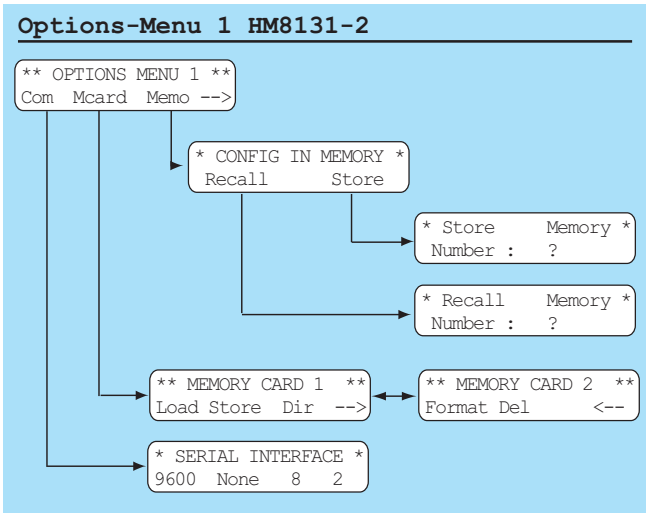 Options-Menu 1 HM8131-2
** OPTIONS MENU 1 **
Com Mcard Memo -->
* CONFIG IN MEMORY *
Recall Store
* Store Memory *
Number : ?
* Recall Memory *
Number : ?
** MEMORY CARD 1 **
Load Store Dir -->
** MEMORY CARD 2 **
Format Del <--
* SERIAL INTERFACE *
9600 None 8 2